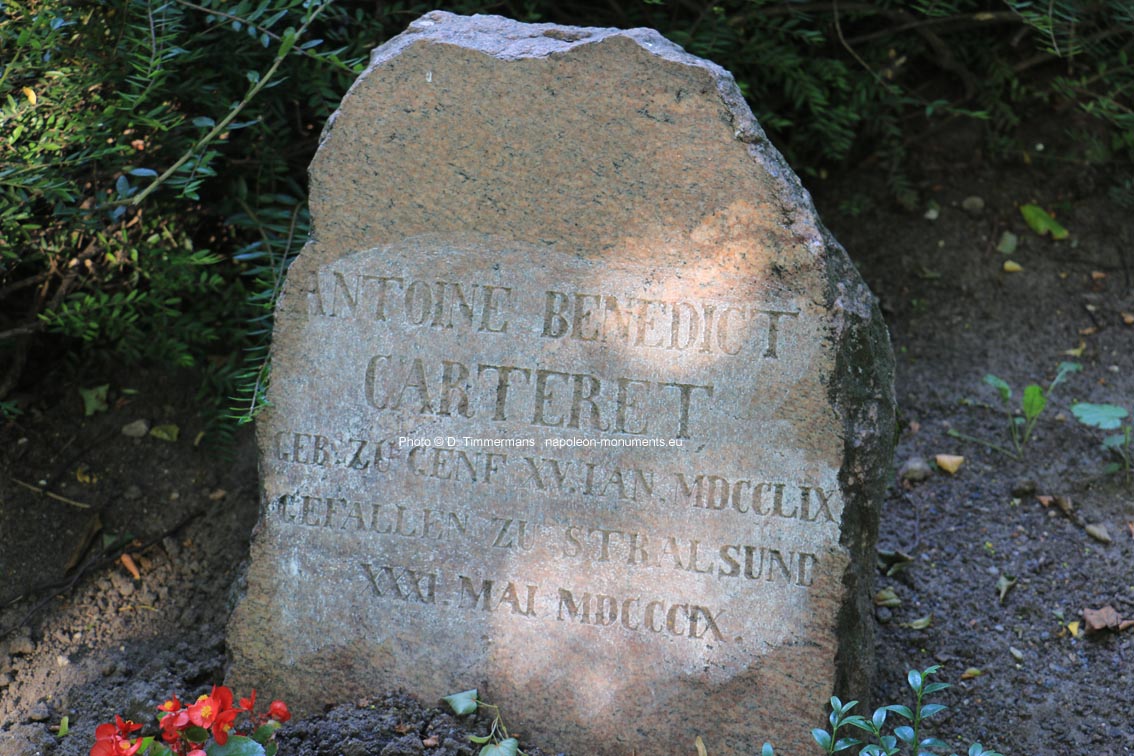 ANTOINE BENEDICT
CARTERET,
GEB: ZU GENF XV. IAN. MDCCLIX
GEFALLEN ZU STRALSUND
XXXI. MAI MDCCCIX.
Photo © D. Timmermans napoleon-monuments.eu